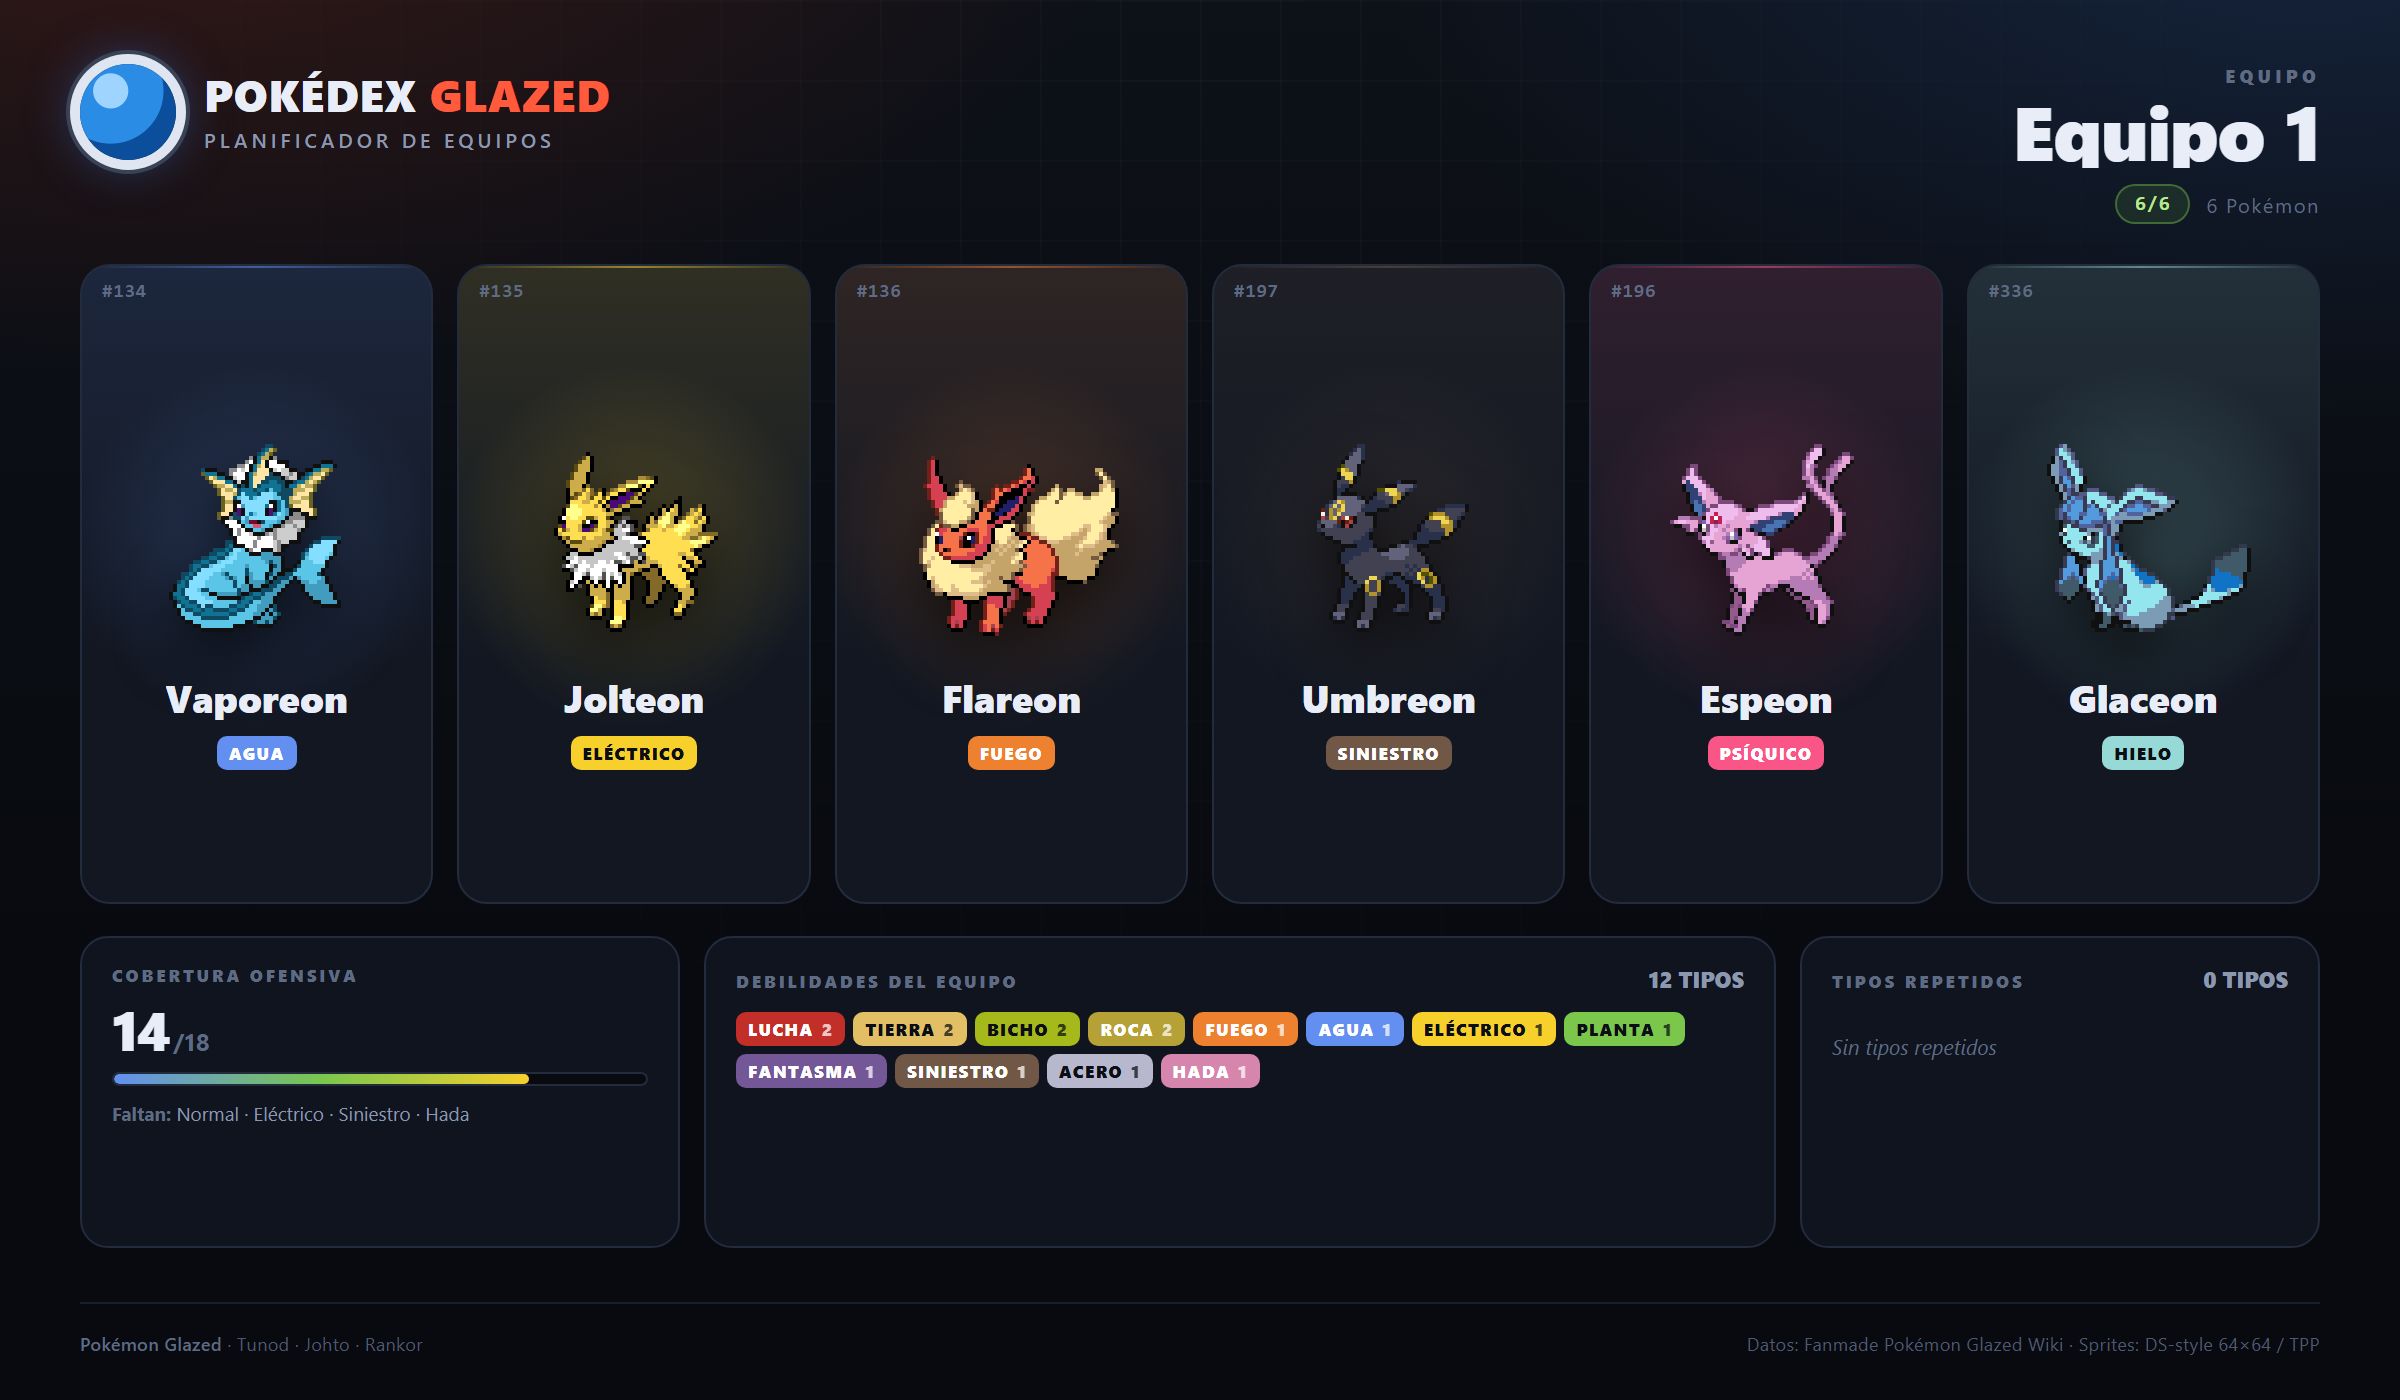 POKÉDEX GLAZED
PLANIFICADOR DE EQUIPOS
EQUIPO
Equipo 1
6/6 6 Pokémon
#134
Vaporeon
AGUA
#135
Jolteon
ELÉCTRICO
#136
Flareon
FUEGO
#197
Umbreon
SINIESTRO
#196
Espeon
PSÍQUICO
#336
Glaceon
HIELO
COBERTURA OFENSIVA
14/18
Faltan: Normal · Eléctrico · Siniestro · Hada
DEBILIDADES DEL EQUIPO 12 TIPOS
LUCHA 2 TIERRA 2 BICHO 2 ROCA 2 FUEGO 1 AGUA 1 ELÉCTRICO 1 PLANTA 1
FANTASMA 1 SINIESTRO 1 ACERO 1 HADA 1
TIPOS REPETIDOS 0 TIPOS
Sin tipos repetidos
Pokémon Glazed · Tunod · Johto · Rankor
Datos: Fanmade Pokémon Glazed Wiki · Sprites: DS-style 64×64 / TPP